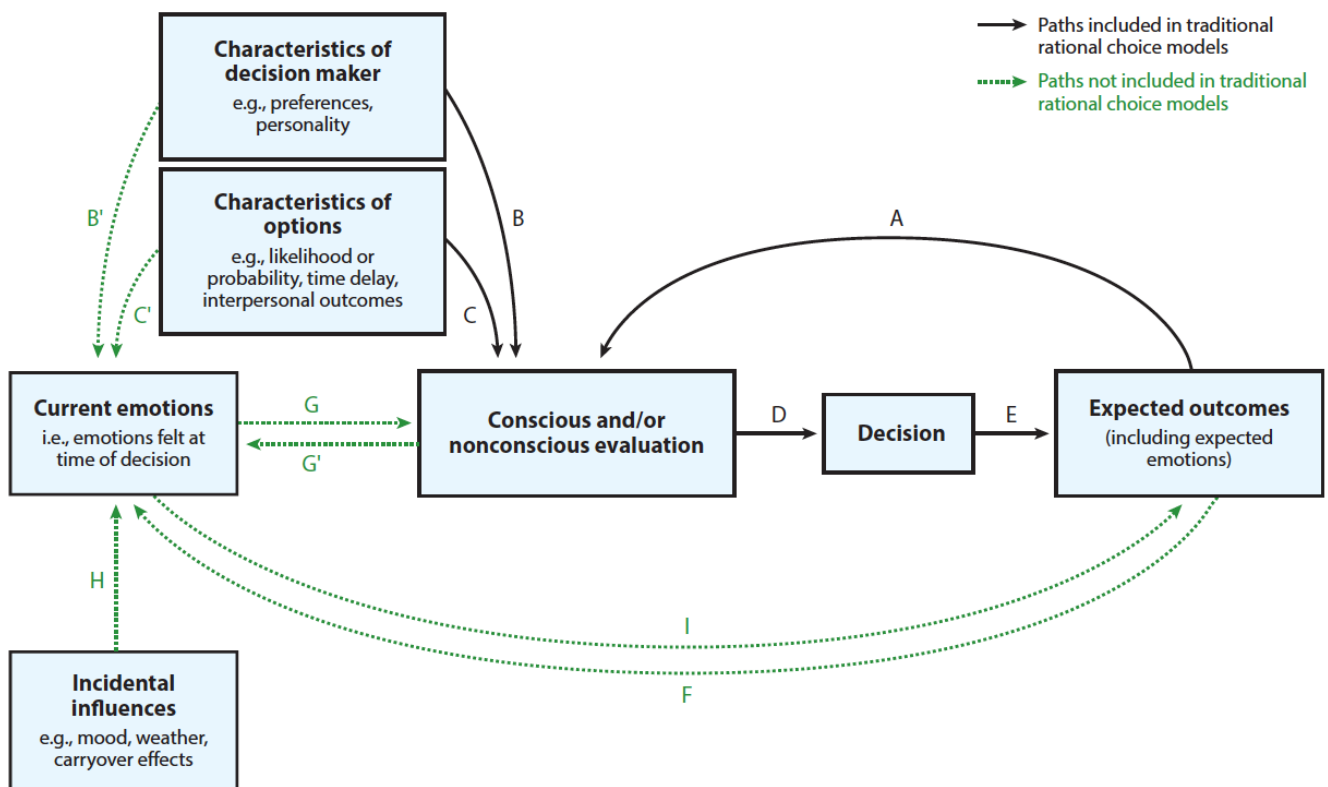 Paths included in traditional
rational choice models
Paths not included in traditional
rational choice models
Characteristics of
decision maker
e.g., preferences,
personality
Characteristics of
options
e.g., likelihood or
probability, time delay,
interpersonal outcomes
B'
C'
B
C
A
Current emotions
i.e., emotions felt at
time of decision
G
G'
Conscious and/or
nonconscious evaluation
D
Decision
E
Expected outcomes
(including expected
emotions)
H
I
F
Incidental
influences
e.g., mood, weather,
carryover effects